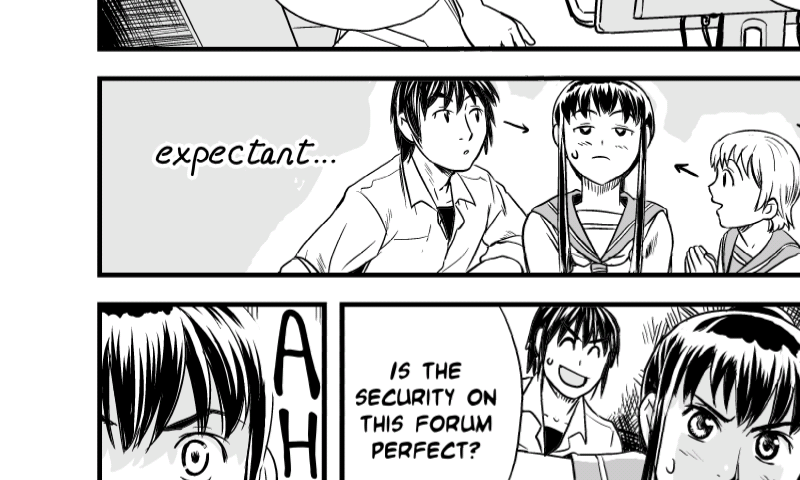 expectant...
AH
IS THE
SECURITY ON
THIS FORUM
PERFECT?